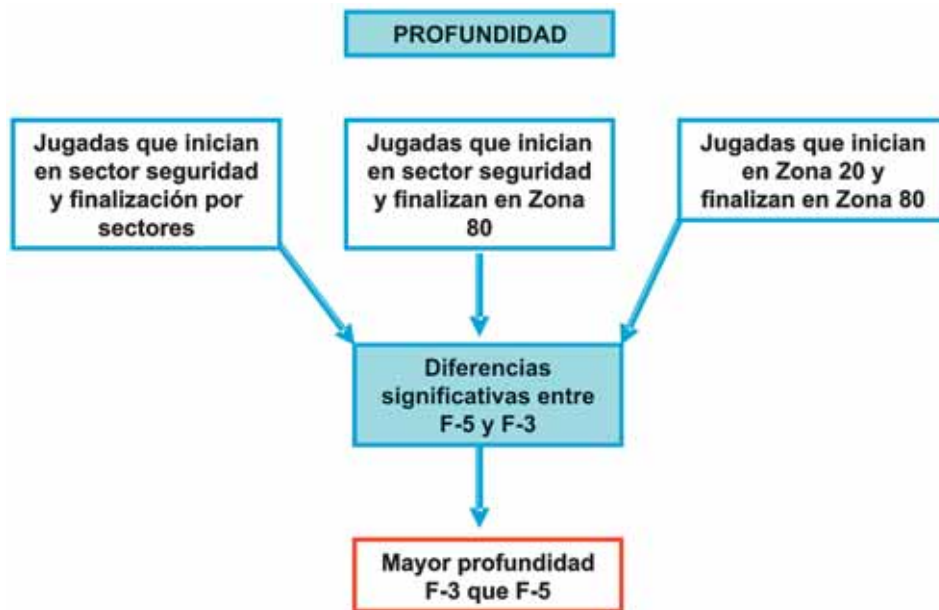 PROFUNDIDAD
Jugadas que inician
en sector seguridad
y finalización por
sectores
Jugadas que inician
en sector seguridad
y finalizan en Zona
80
Jugadas que inician
en Zona 20 y
finalizan en Zona 80
Diferencias
significativas entre
F-5 y F-3
Mayor profundidad
F-3 que F-5